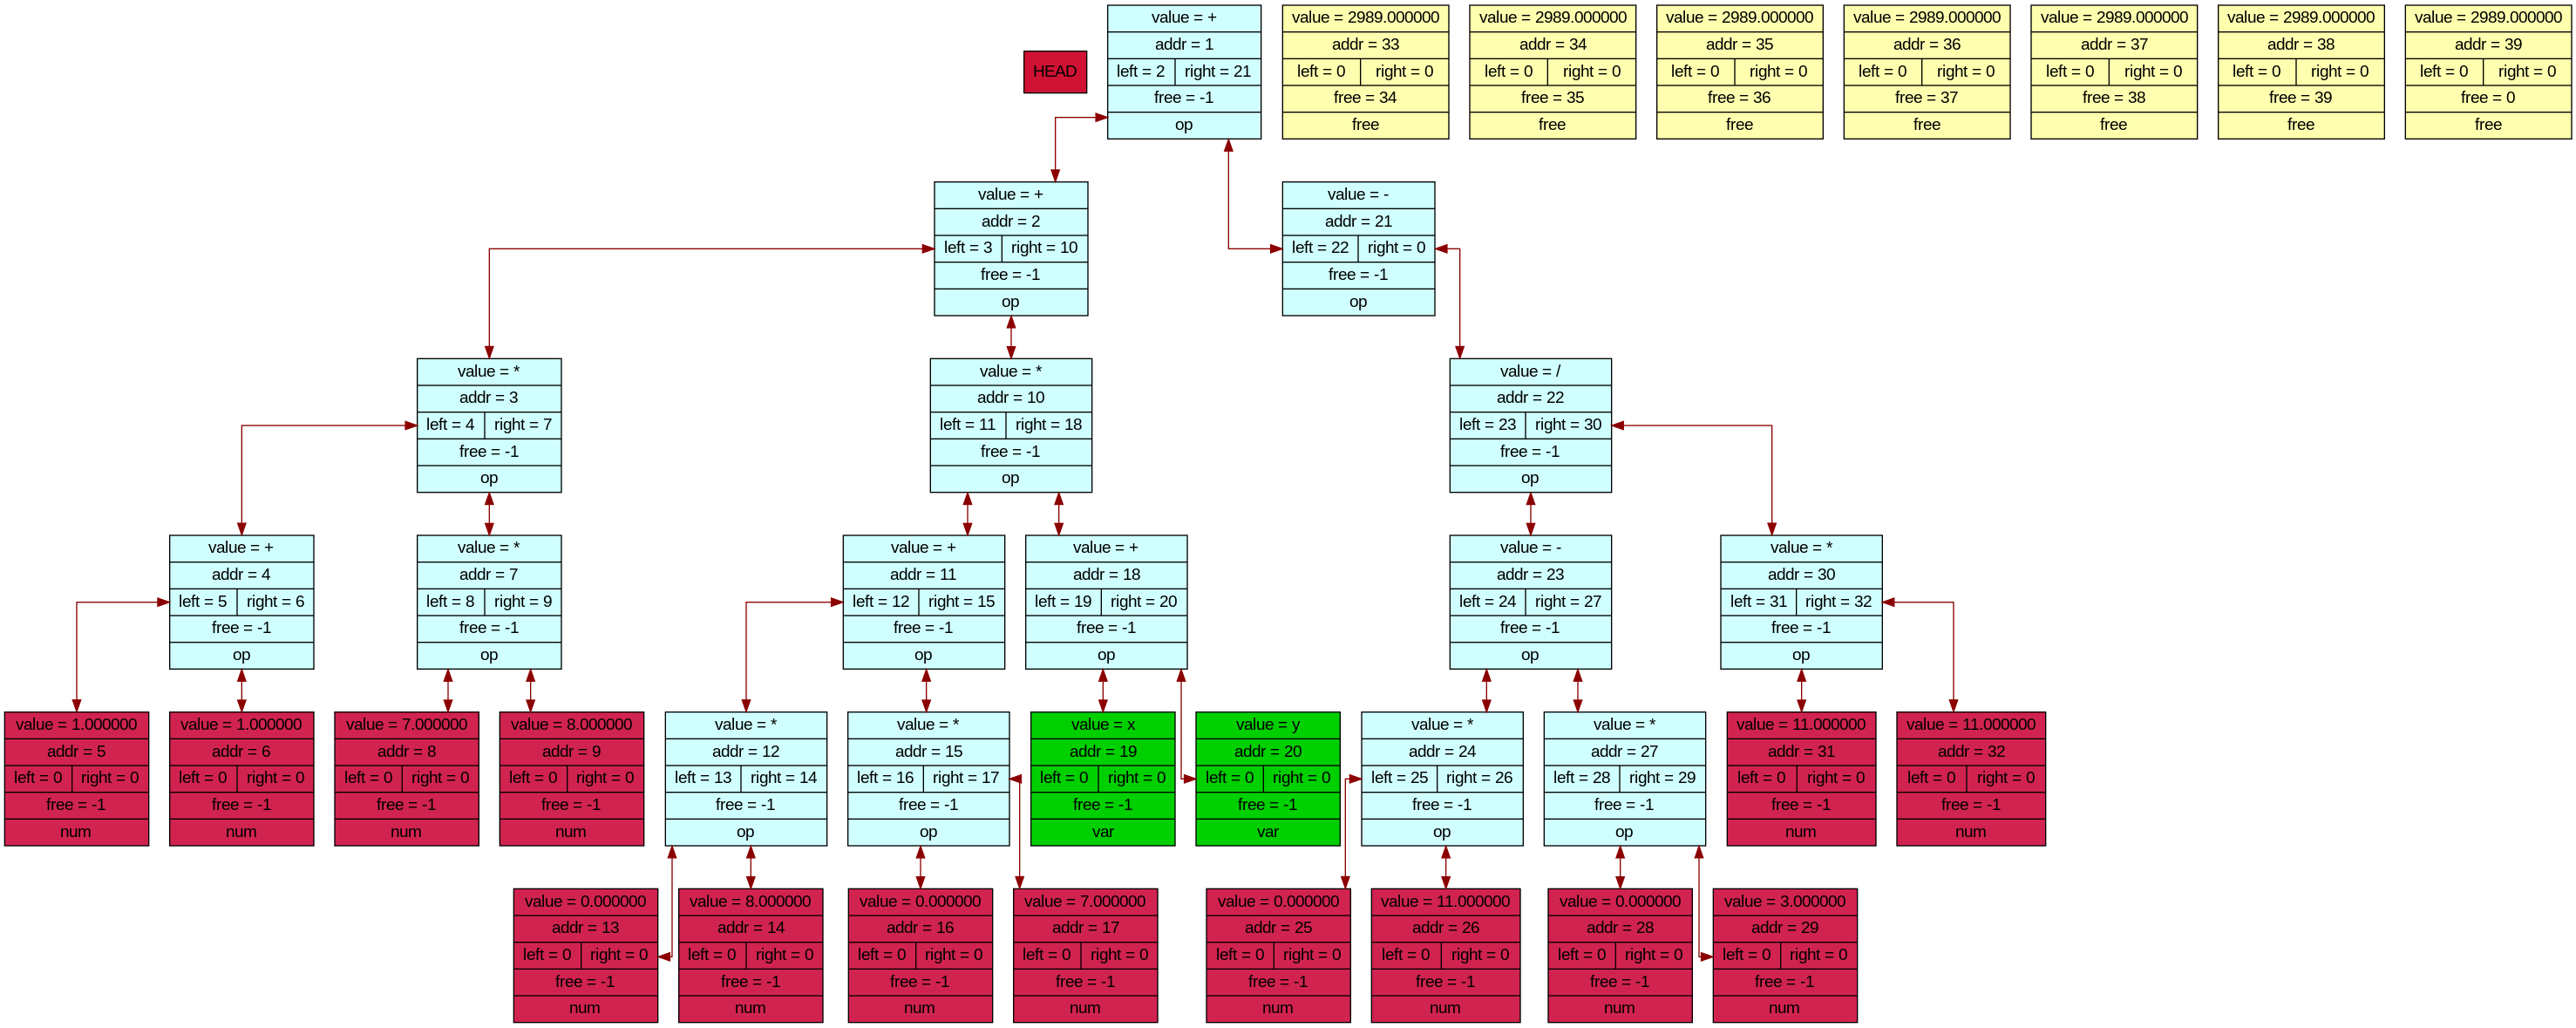 HEAD
value = +
addr = 1
left = 2 right = 21
free = -1
op
value = 2989.000000
addr = 33
left = 0 right = 0
free = 34
free
value = 2989.000000
addr = 34
left = 0 right = 0
free = 35
free
value = 2989.000000
addr = 35
left = 0 right = 0
free = 36
free
value = 2989.000000
addr = 36
left = 0 right = 0
free = 37
free
value = 2989.000000
addr = 37
left = 0 right = 0
free = 38
free
value = 2989.000000
addr = 38
left = 0 right = 0
free = 39
free
value = 2989.000000
addr = 39
left = 0 right = 0
free = 0
free
value = +
addr = 2
left = 3 right = 10
free = -1
op
value = -
addr = 21
left = 22 right = 0
free = -1
op
value = *
addr = 3
left = 4 right = 7
free = -1
op
value = *
addr = 10
left = 11 right = 18
free = -1
op
value = /
addr = 22
left = 23 right = 30
free = -1
op
value = +
addr = 4
left = 5 right = 6
free = -1
op
value = *
addr = 7
left = 8 right = 9
free = -1
op
value = +
addr = 11
left = 12 right = 15
free = -1
op
value = +
addr = 18
left = 19 right = 20
free = -1
op
value = -
addr = 23
left = 24 right = 27
free = -1
op
value = *
addr = 30
left = 31 right = 32
free = -1
op
value = 1.000000
addr = 5
left = 0 right = 0
free = -1
num
value = 1.000000
addr = 6
left = 0 right = 0
free = -1
num
value = 7.000000
addr = 8
left = 0 right = 0
free = -1
num
value = 8.000000
addr = 9
left = 0 right = 0
free = -1
num
value = *
addr = 12
left = 13 right = 14
free = -1
op
value = *
addr = 15
left = 16 right = 17
free = -1
op
value = x
addr = 19
left = 0 right = 0
free = -1
var
value = y
addr = 20
left = 0 right = 0
free = -1
var
value = *
addr = 24
left = 25 right = 26
free = -1
op
value = *
addr = 27
left = 28 right = 29
free = -1
op
value = 11.000000
addr = 31
left = 0 right = 0
free = -1
num
value = 11.000000
addr = 32
left = 0 right = 0
free = -1
num
value = 0.000000
addr = 13
left = 0 right = 0
free = -1
num
value = 8.000000
addr = 14
left = 0 right = 0
free = -1
num
value = 0.000000
addr = 16
left = 0 right = 0
free = -1
num
value = 7.000000
addr = 17
left = 0 right = 0
free = -1
num
value = 0.000000
addr = 25
left = 0 right = 0
free = -1
num
value = 11.000000
addr = 26
left = 0 right = 0
free = -1
num
value = 0.000000
addr = 28
left = 0 right = 0
free = -1
num
value = 3.000000
addr = 29
left = 0 right = 0
free = -1
num